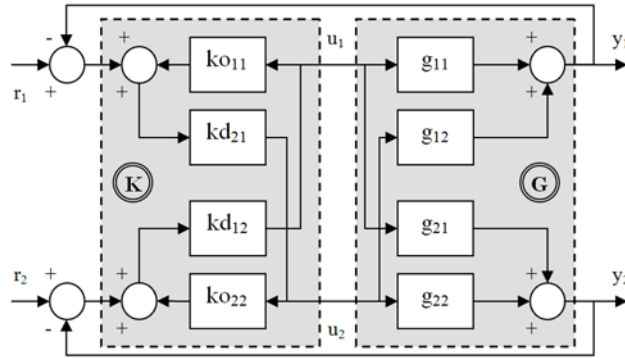 - + u₁ y₁
+ + ko₁₁ g₁₁ + +
r₁
kd₂₁ g₁₂
K G
kd₁₂ g₂₁
r₂ + + ko₂₂ g₂₂ + + y₂
- + u₂